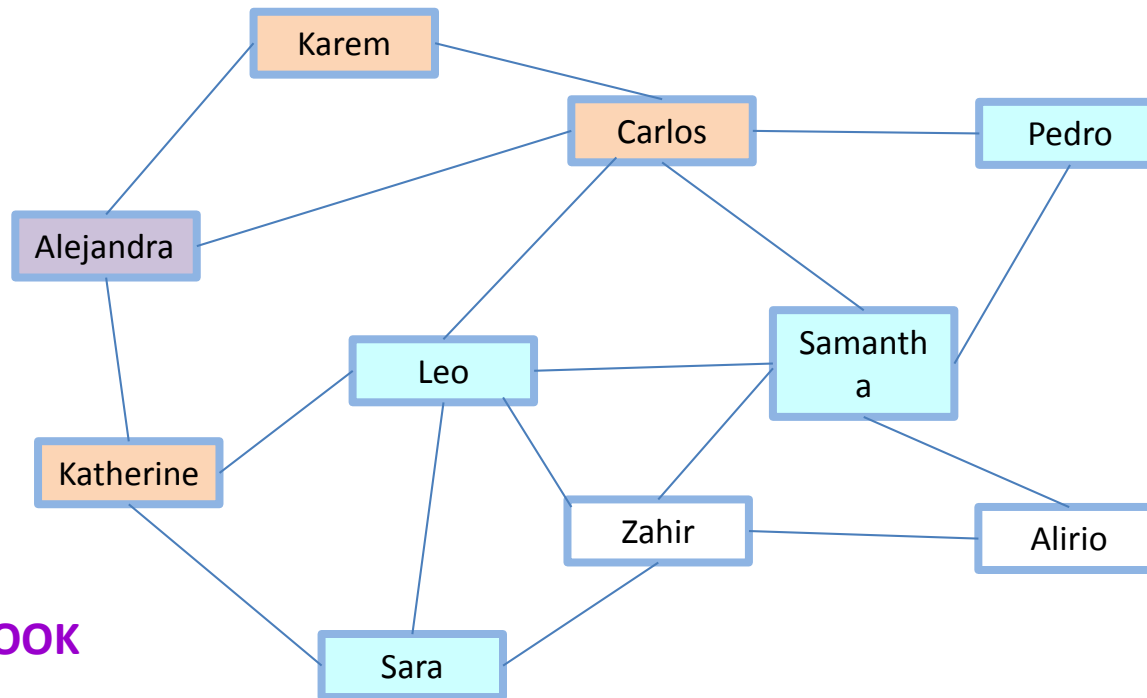 Karem
Carlos
Pedro
Alejandra
Samanth
a
Leo
Katherine
Zahir
Alirio
OOK
Sara